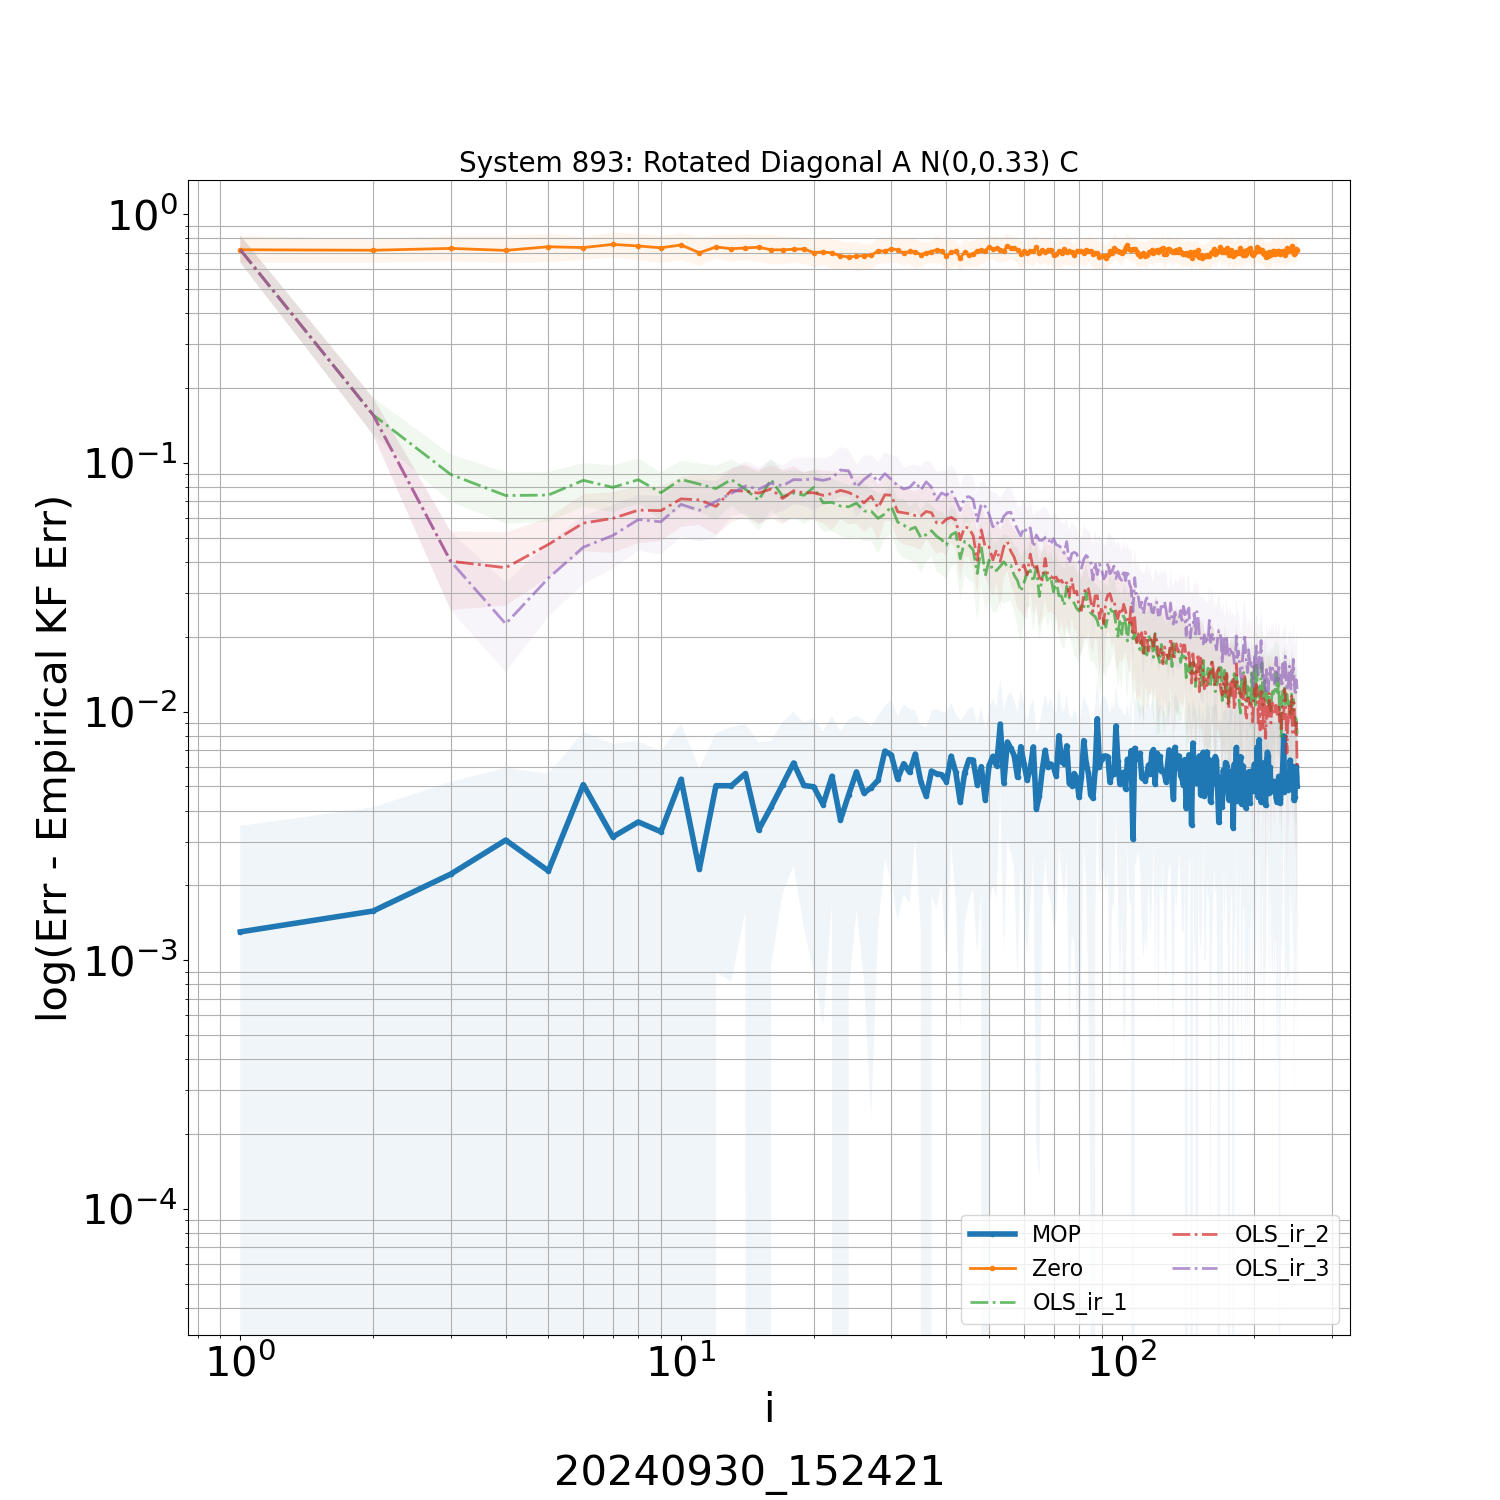 System 893: Rotated Diagonal A N(0,0.33) C
log(Err - Empirical KF Err)
10⁰
10⁻¹
10⁻²
10⁻³
10⁻⁴
MOP
Zero
OLS_ir_1
OLS_ir_2
OLS_ir_3
10⁰ 10¹ 10²
i
20240930_152421